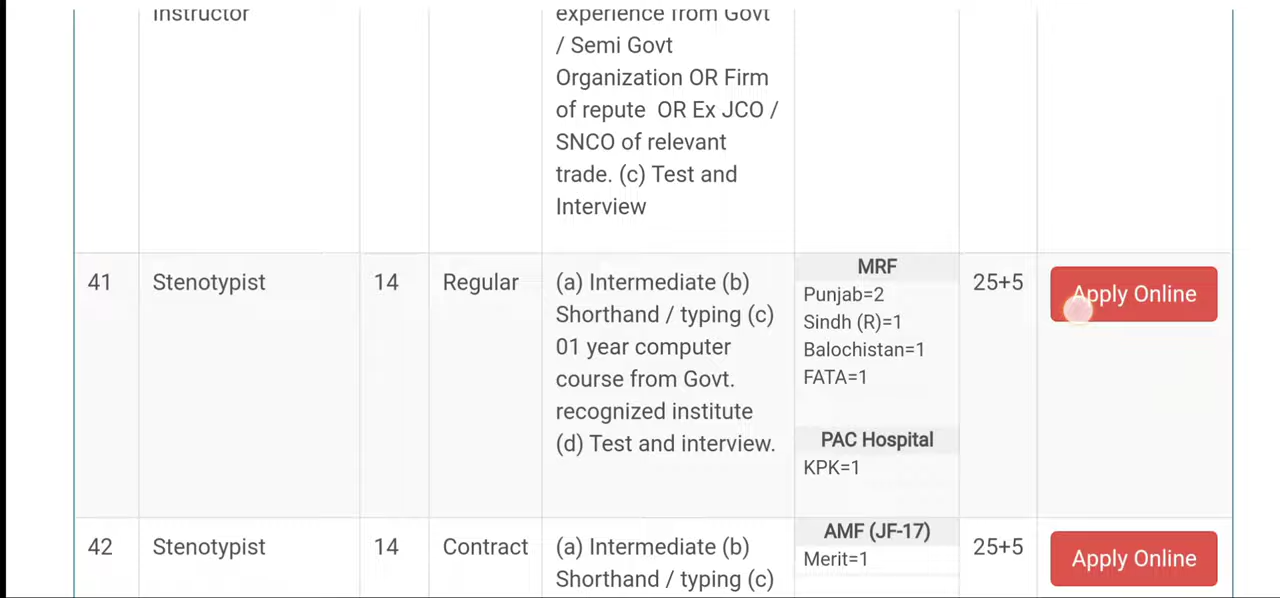 Instructor
experience from Govt
/ Semi Govt
Organization OR Firm
of repute OR Ex JCO /
SNCO of relevant
trade. (c) Test and
Interview
41
Stenotypist
14
Regular
(a) Intermediate (b)
Shorthand / typing (c)
01 year computer
course from Govt.
recognized institute
(d) Test and interview.
MRF
Punjab=2
Sindh (R)=1
Balochistan=1
FATA=1
PAC Hospital
KPK=1
25+5
Apply Online
42
Stenotypist
14
Contract
(a) Intermediate (b)
Shorthand / typing (c)
AMF (JF-17)
Merit=1
25+5
Apply Online